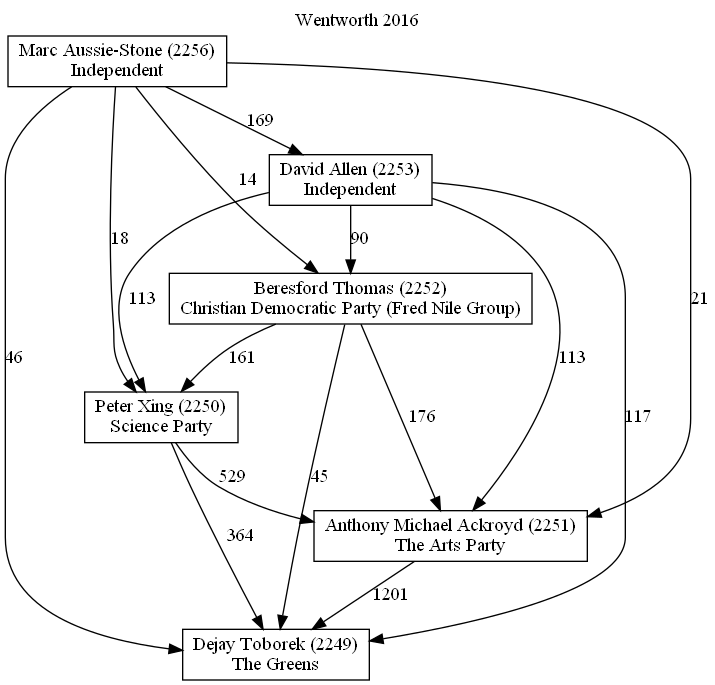 Wentworth 2016
Marc Aussie-Stone (2256)
Independent
169
David Allen (2253)
Independent
14
18
113
90
Beresford Thomas (2252)
Christian Democratic Party (Fred Nile Group)
21
46
161
113
Peter Xing (2250)
Science Party
176
117
529
45
364
Anthony Michael Ackroyd (2251)
The Arts Party
1201
Dejay Toborek (2249)
The Greens